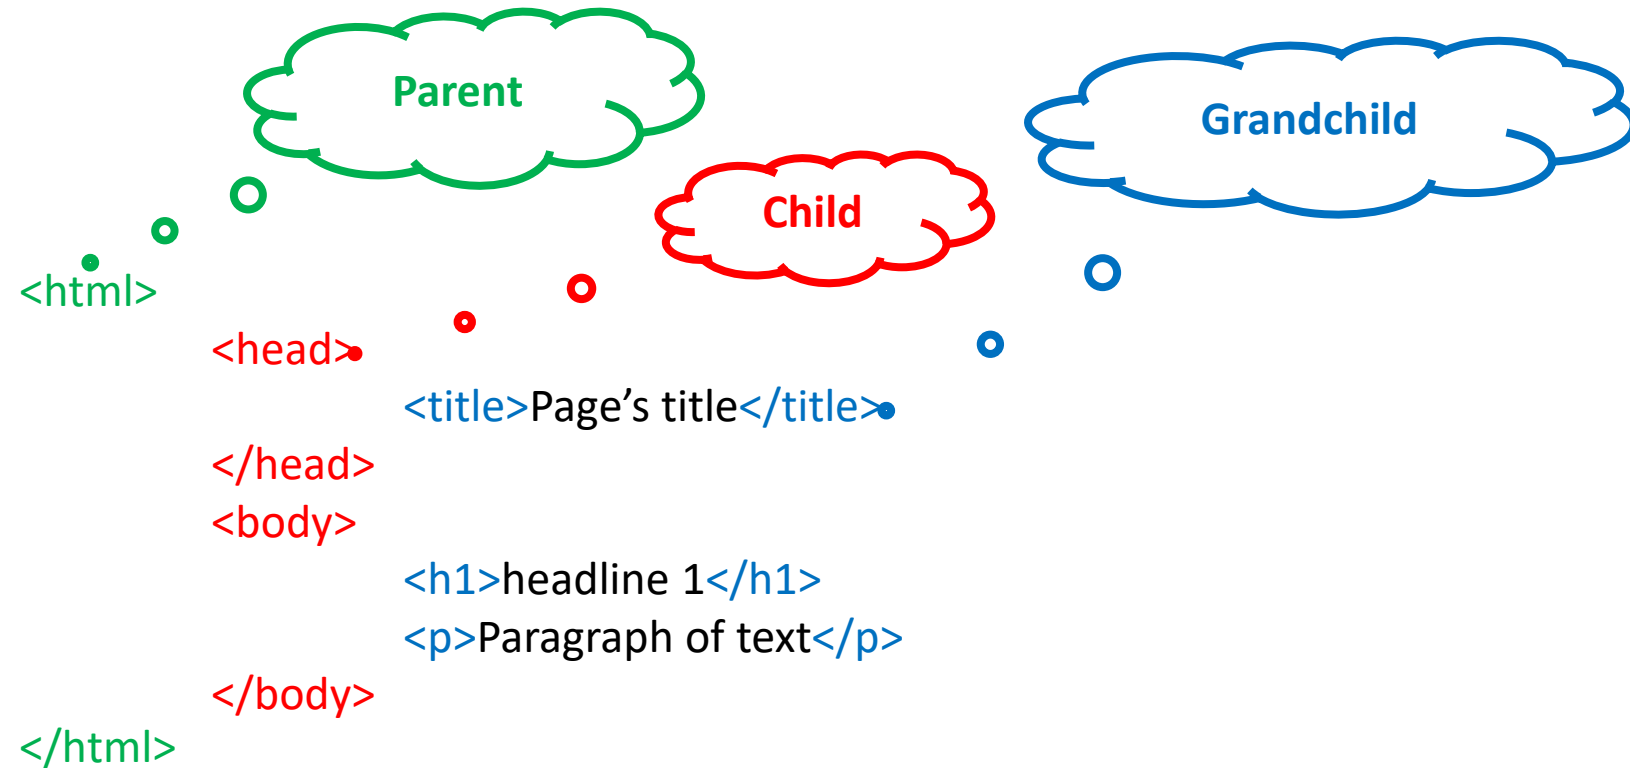 Parent
Grandchild
Child
<html>
<head>
<title>Page’s title</title>
</head>
<body>
<h1>headline 1</h1>
<p>Paragraph of text</p>
</body>
</html>